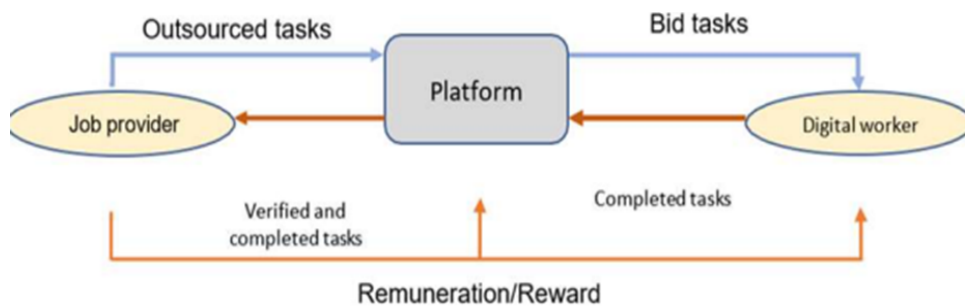 Outsourced tasks
Bid tasks
Platform
Job provider
Digital worker
Verified and
completed tasks
Completed tasks
Remuneration/Reward